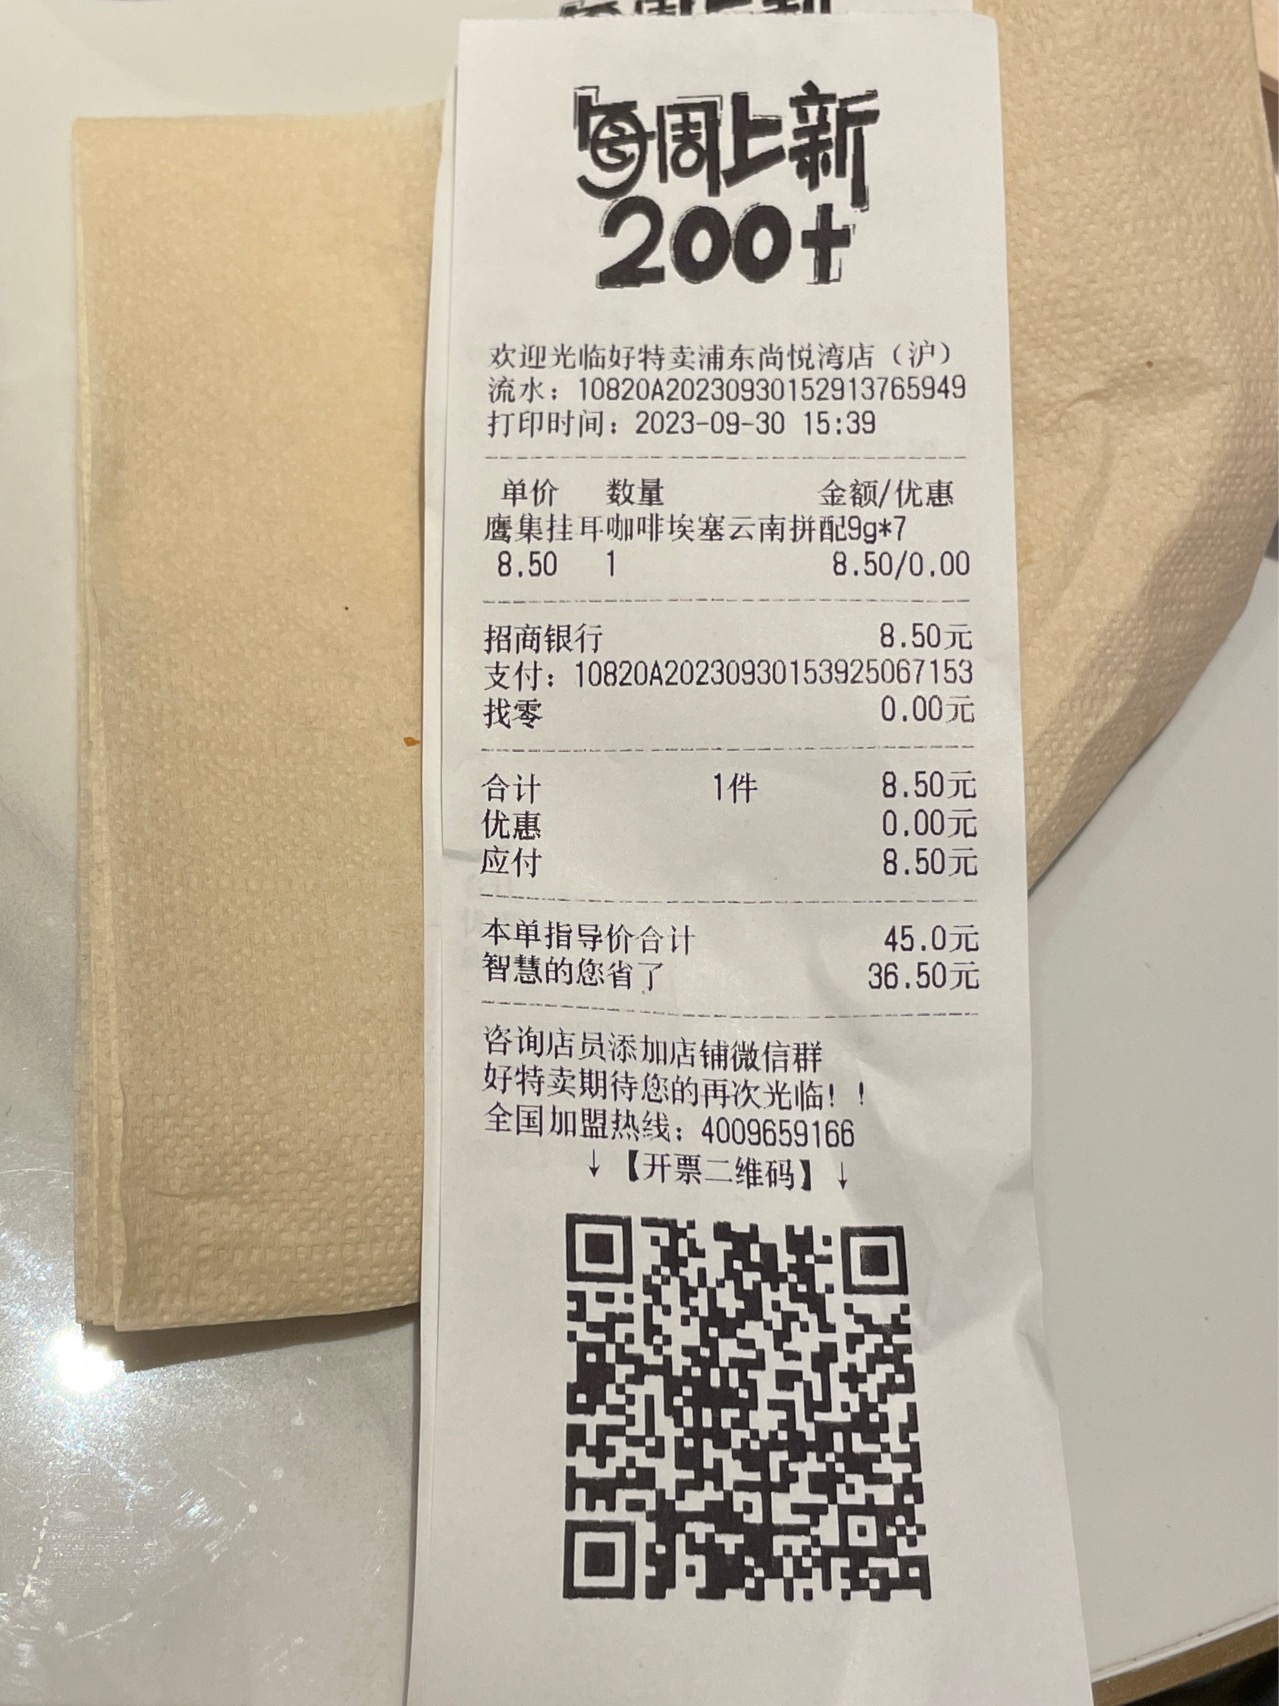 每周上新
200+
欢迎光临好特卖浦东尚悦湾店（沪）
流水：10820A20230930152913765949
打印时间：2023-09-30 15:39
单价 数量 金额/优惠
鹰集挂耳咖啡埃塞云南拼配9g*7
8.50 1 8.50/0.00
招商银行 8.50元
支付：10820A20230930153925067153
找零 0.00元
合计 1件 8.50元
优惠 0.00元
应付 8.50元
本单指导价合计 45.0元
智慧的您省了 36.50元
咨询店员添加店铺微信群
好特卖期待您的再次光临！！
全国加盟热线：4009659166
↓【开票二维码】↓